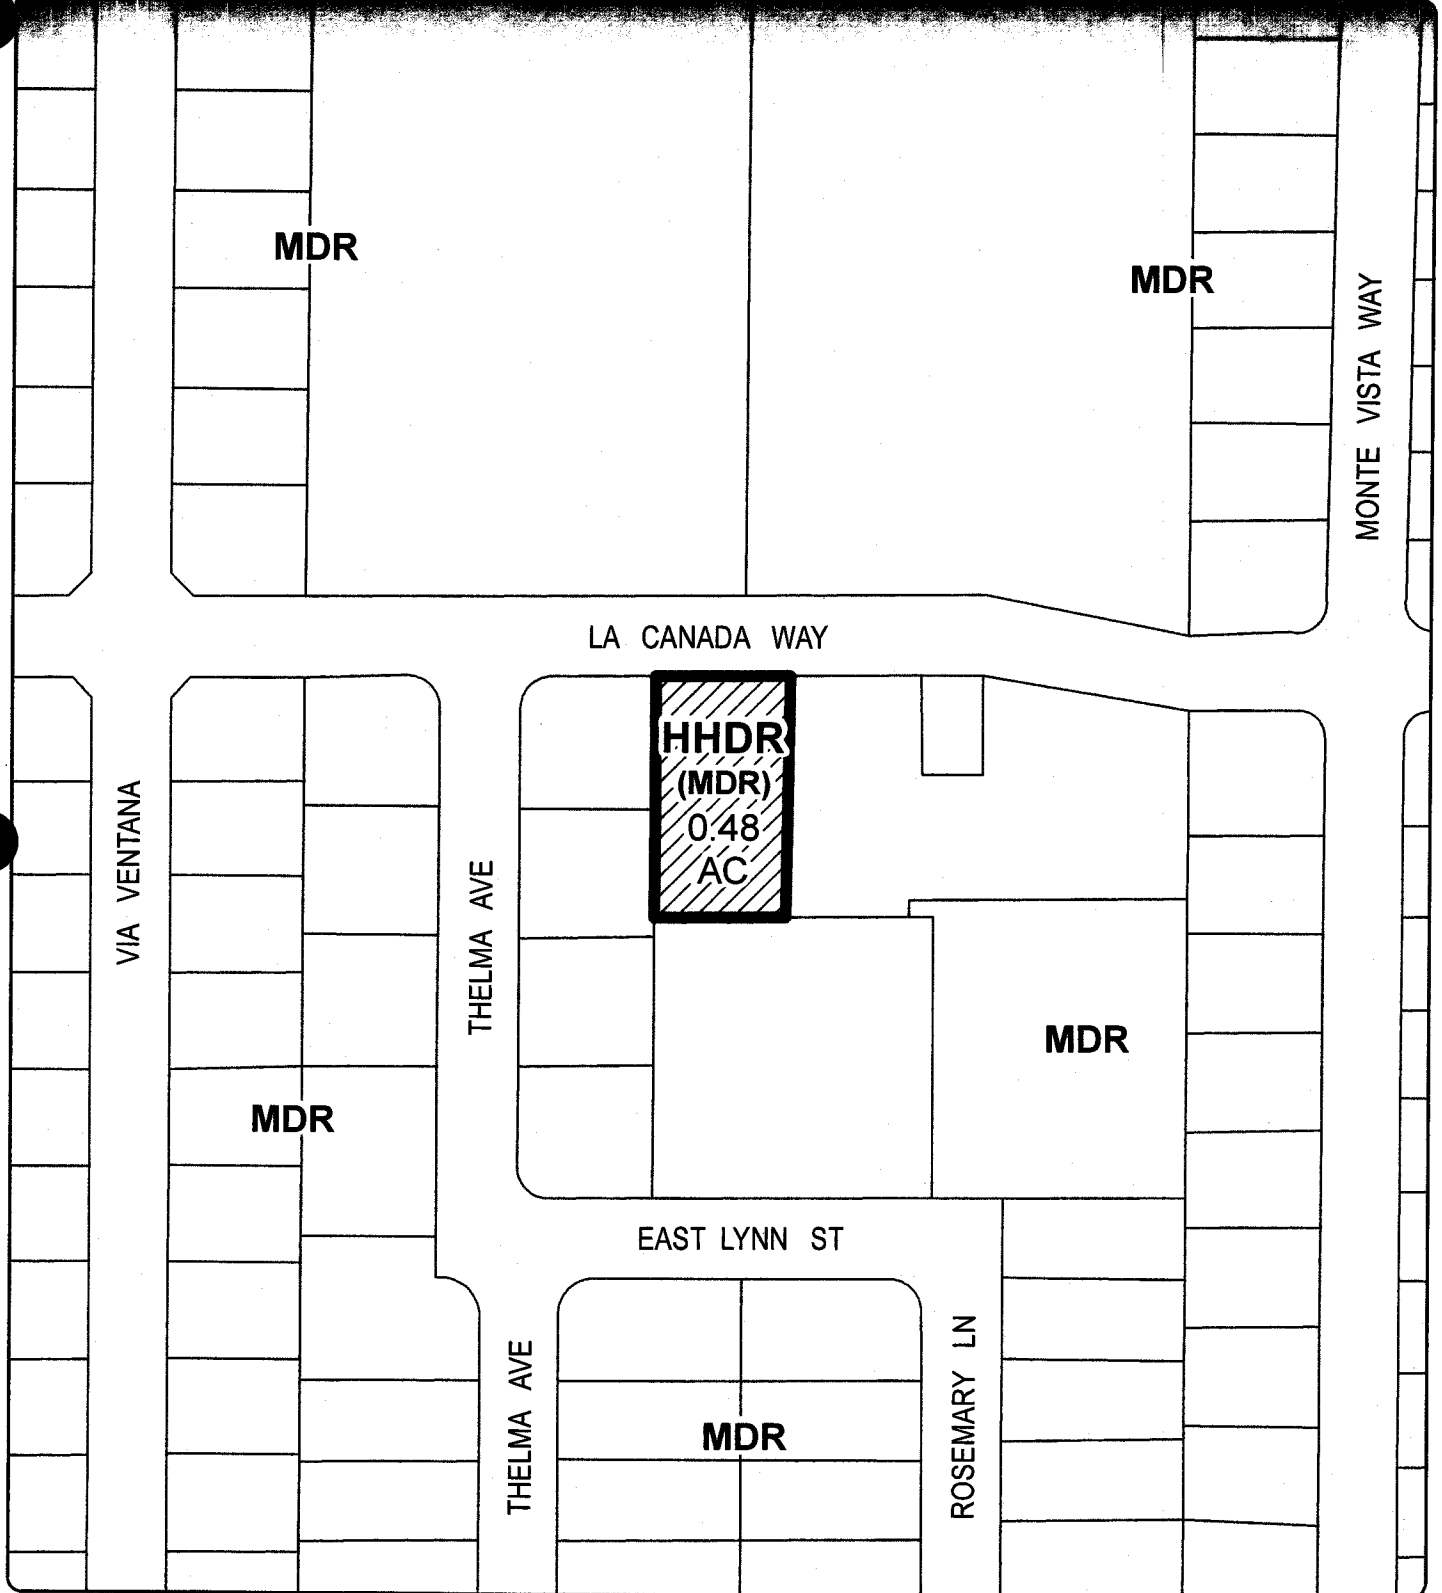 MDR
MDR
MONTE VISTA WAY
LA CANADA WAY
HHDR
(MDR)
0.48
AC
VIA VENTANA
THELMA AVE
MDR
MDR
EAST LYNN ST
THELMA AVE
MDR
ROSEMARY LN